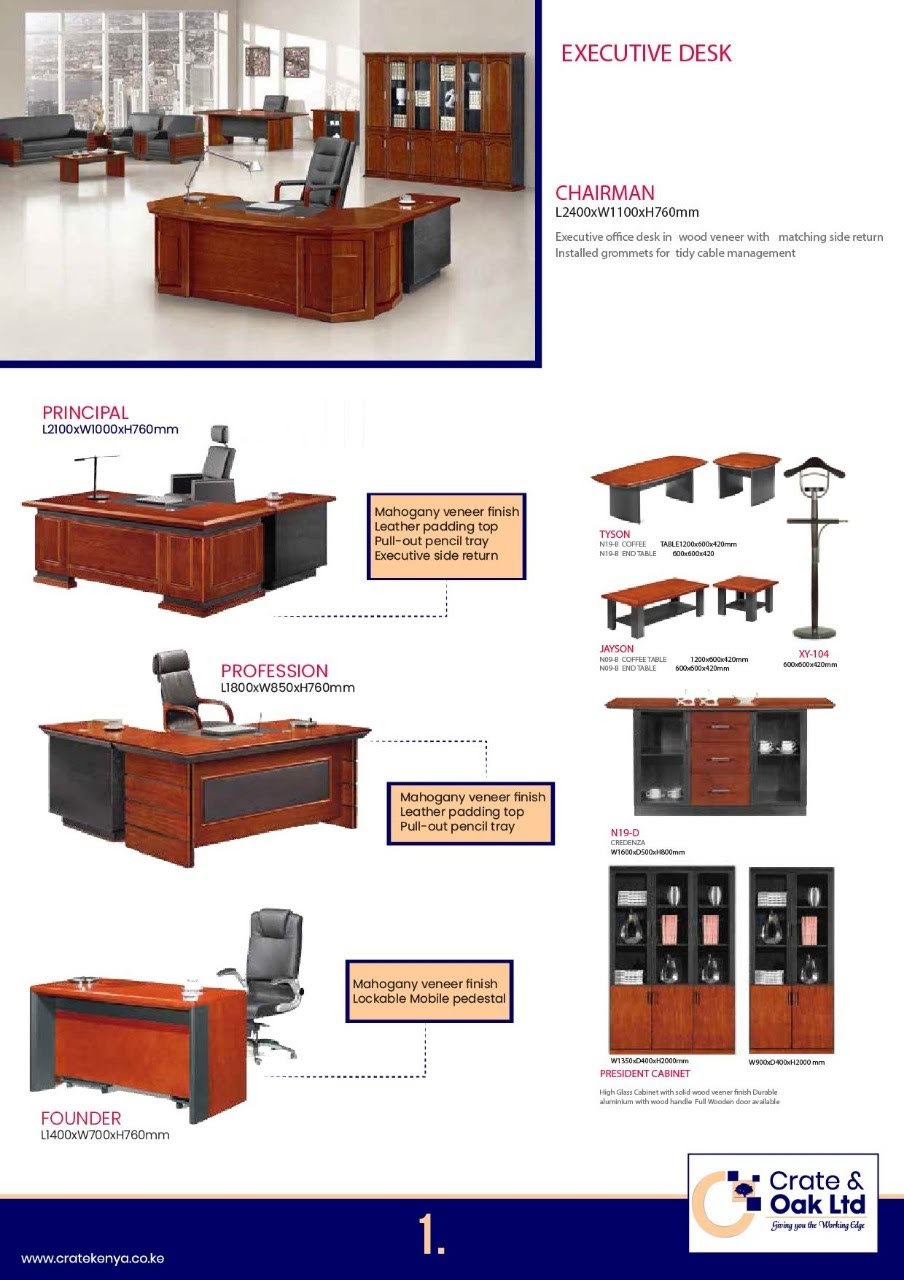 EXECUTIVE DESK
CHAIRMAN
L2400xW1100xH760mm
Executive office desk in wood veneer with matching side return
Installed grommets for tidy cable management
PRINCIPAL
L2100xW1000xH760mm
Mahogany veneer finish
Leather padding top
Pull-out pencil tray
Executive side return
TYSON
N19-B COFFEE TABLE1200x600x420mm
N19-B END TABLE 600x600x420
JAYSON
N09-B COFFEE TABLE 1200x600x420mm
N09-B END TABLE 600x600x420mm
XY-104
600x600x420mm
PROFESSION
L1800xW850xH760mm
Mahogany veneer finish
Leather padding top
Pull-out pencil tray
N19-D
CREDENZA
W1600xD500xH800mm
FOUNDER
L1400xW700xH760mm
Mahogany veneer finish
Lockable Mobile pedestal
W1350xD400xH2000mm
W900xD400xH2000 mm
PRESIDENT CABINET
High Glass Cabinet with solid wood veener finish Durable
aluminium with wood handle Full Wooden door available
Crate &
Oak Ltd
Giving you the Working Edge
1.
www.cratekenya.co.ke